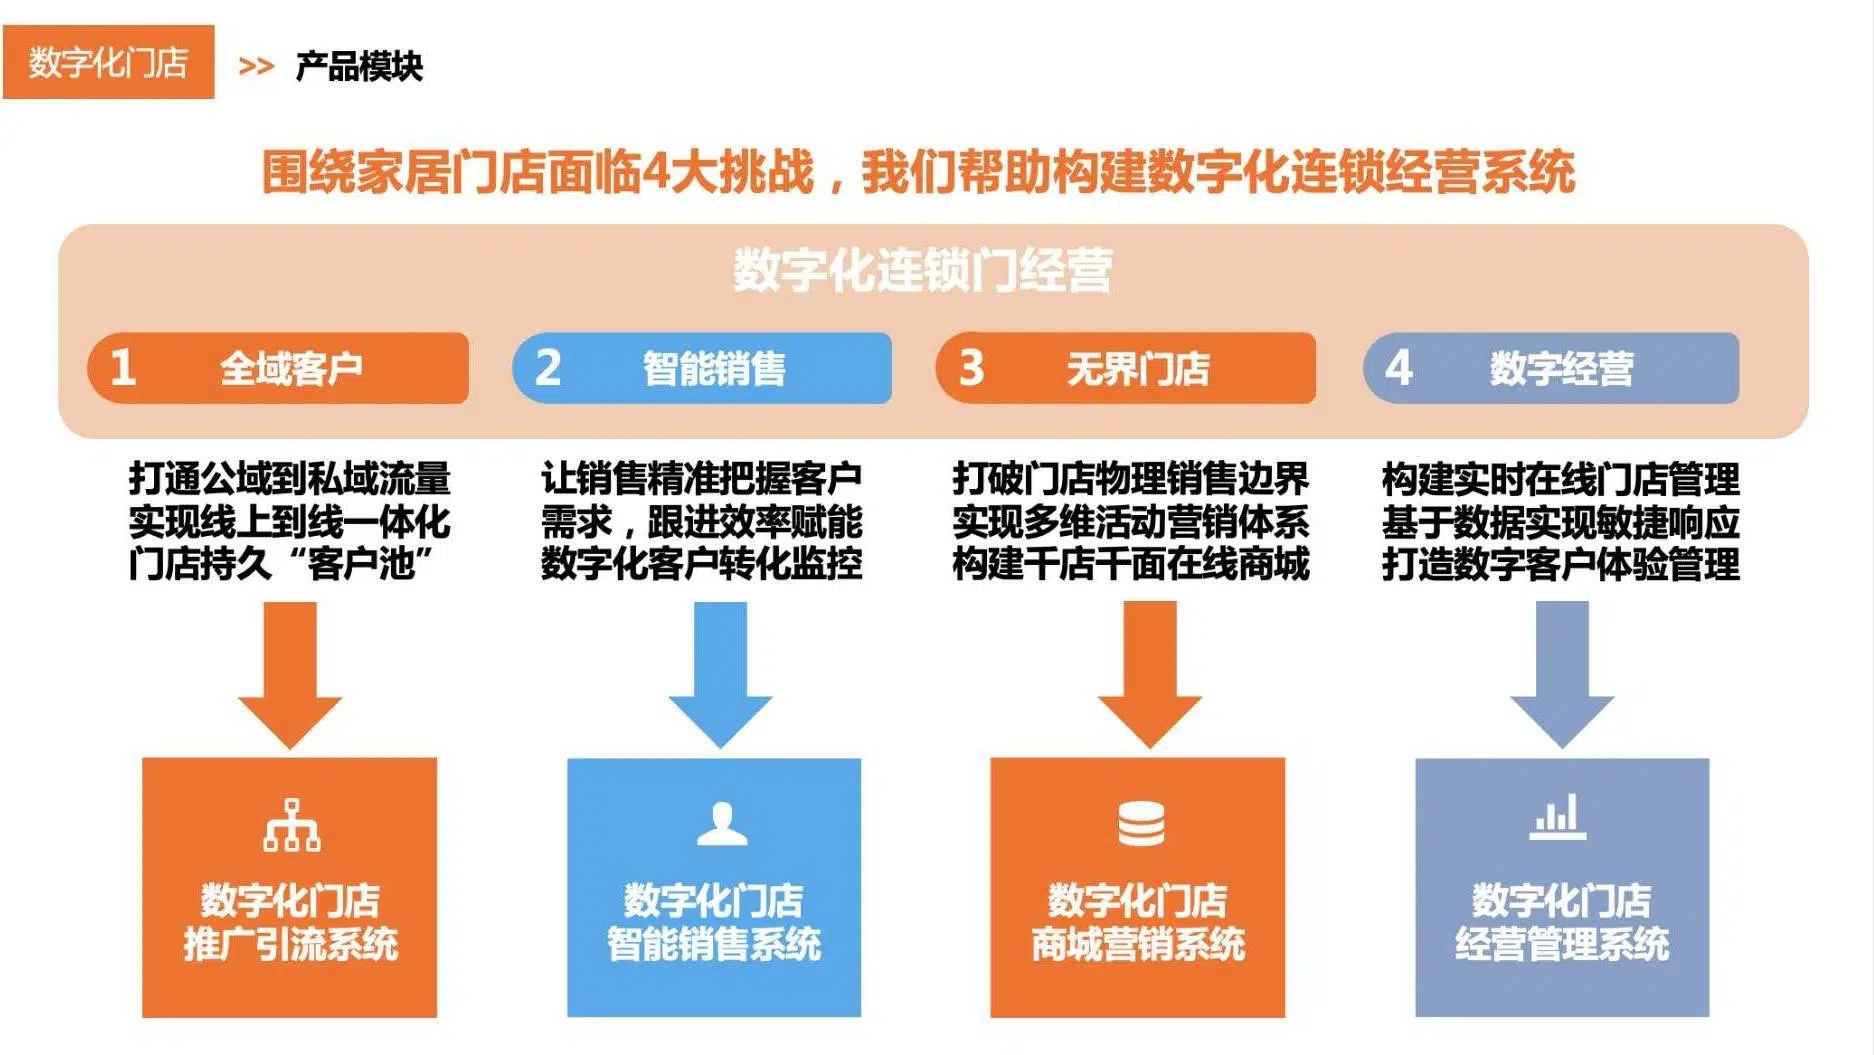 数字化门店 >> 产品模块
围绕家居门店面临4大挑战，我们帮助构建数字化连锁经营系统
数字化连锁门经营
1 全域客户
打通公域到私域流量
实现线上到线一体化
门店持久“客户池”
数字化门店
推广引流系统
2 智能销售
让销售精准把握客户
需求，跟进效率赋能
数字化客户转化监控
数字化门店
智能销售系统
3 无界门店
打破门店物理销售边界
实现多维活动营销体系
构建千店千面在线商城
数字化门店
商城营销系统
4 数字经营
构建实时在线门店管理
基于数据实现敏捷响应
打造数字客户体验管理
数字化门店
经营管理系统